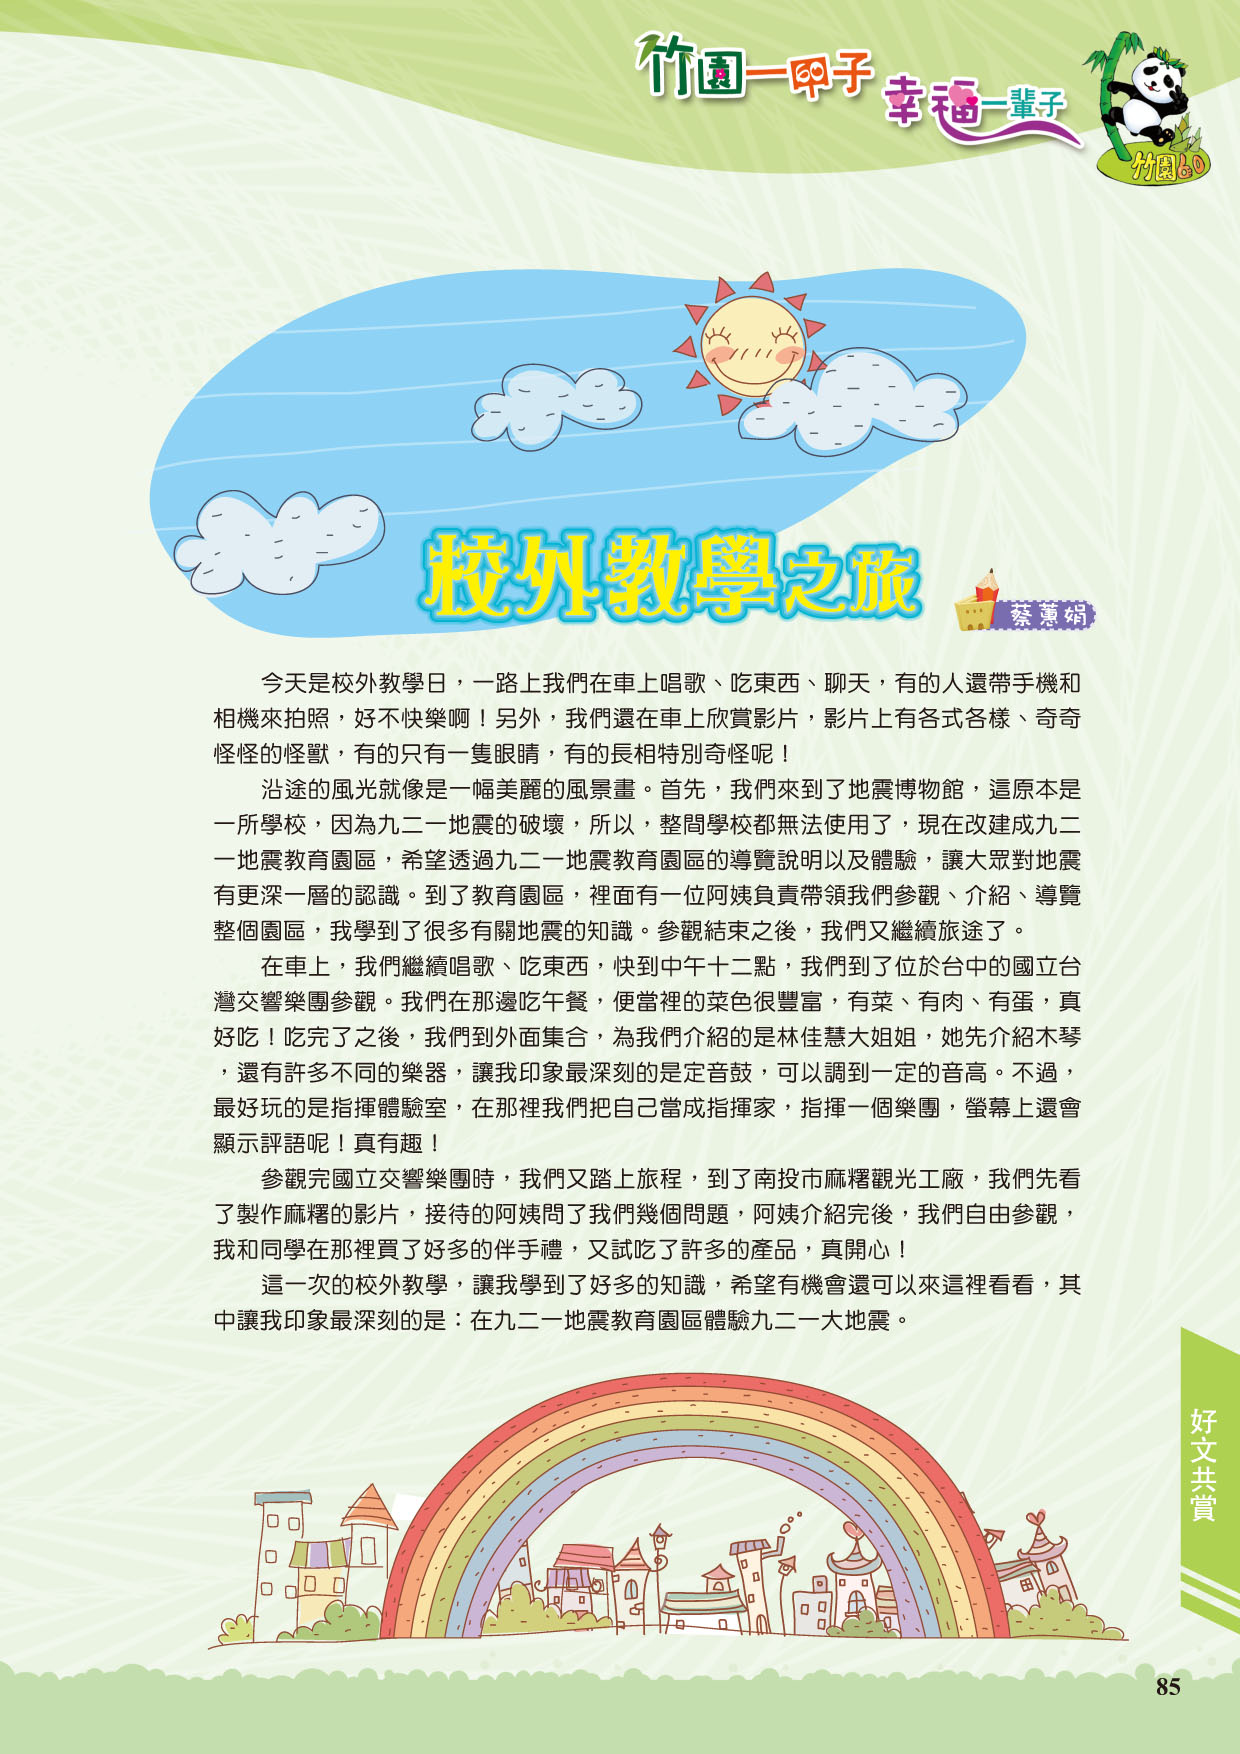 竹園一甲子
幸福一輩子
竹園60
校外教學之旅
蔡蕙娟
今天是校外教學日，一路上我們在車上唱歌、吃東西、聊天，有的人還帶手機和
相機來拍照，好不快樂啊！另外，我們還在車上欣賞影片，影片上有各式各樣、奇奇
怪怪的怪獸，有的只有一隻眼睛，有的長相特別奇怪呢！
沿途的風光就像是一幅美麗的風景畫。首先，我們來到了地震博物館，這原本是
一所學校，因為九二一地震的破壞，所以，整間學校都無法使用了，現在改建成九二
一地震教育園區，希望透過九二一地震教育園區的導覽說明以及體驗，讓大眾對地震
有更深一層的認識。到了教育園區，裡面有一位阿姨負責帶領我們參觀、介紹、導覽
整個園區，我學到了很多有關地震的知識。參觀結束之後，我們又繼續旅途了。
在車上，我們繼續唱歌、吃東西，快到中午十二點，我們到了位於台中的國立台
灣交響樂團參觀。我們在那邊吃午餐，便當裡的菜色很豐富，有菜、有肉、有蛋，真
好吃！吃完了之後，我們到外面集合，為我們介紹的是林佳慧大姐姐，她先介紹木琴
，還有許多不同的樂器，讓我印象最深刻的是定音鼓，可以調到一定的音高。不過，
最好玩的是指揮體驗室，在那裡我們把自己當成指揮家，指揮一個樂團，螢幕上還會
顯示評語呢！真有趣！
參觀完國立交響樂團時，我們又踏上旅程，到了南投市麻糬觀光工廠，我們先看
了製作麻糬的影片，接待的阿姨問了我們幾個問題，阿姨介紹完後，我們自由參觀，
我和同學在那裡買了好多的伴手禮，又試吃了許多的產品，真開心！
這一次的校外教學，讓我學到了好多的知識，希望有機會還可以來這裡看看，其
中讓我印象最深刻的是：在九二一地震教育園區體驗九二一大地震。
好文共賞
85